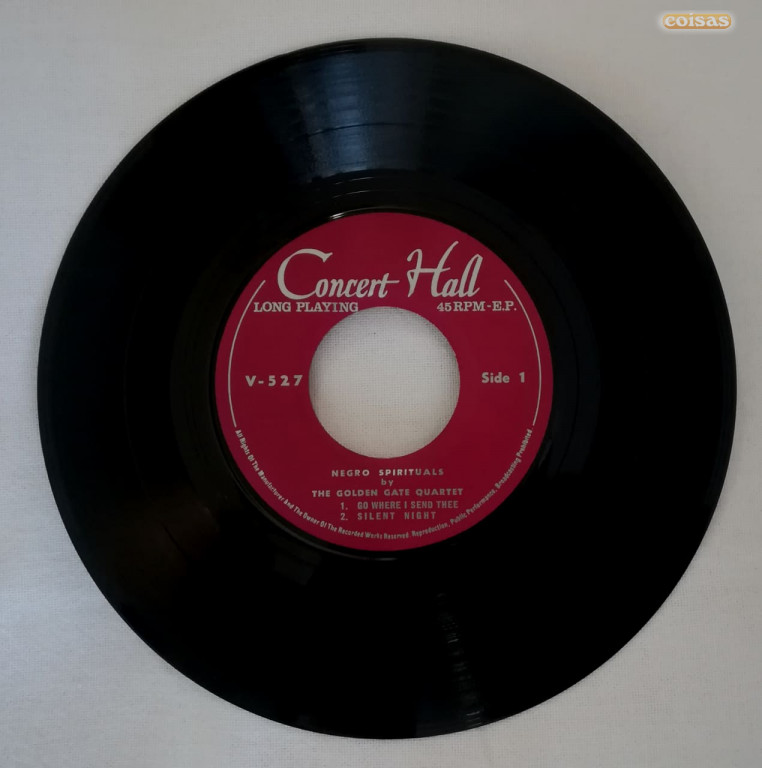 coisas
Concert Hall
LONG PLAYING 45 RPM - E.P.
V-527 Side 1
NEGRO SPIRITUALS
by
THE GOLDEN GATE QUARTET
1. GO WHERE I SEND THEE
2. SILENT NIGHT
All Rights Of The Manufacturer And The Owner Of The Recorded Works Reserved. Reproduction, Public Performance, Broadcasting Prohibited.